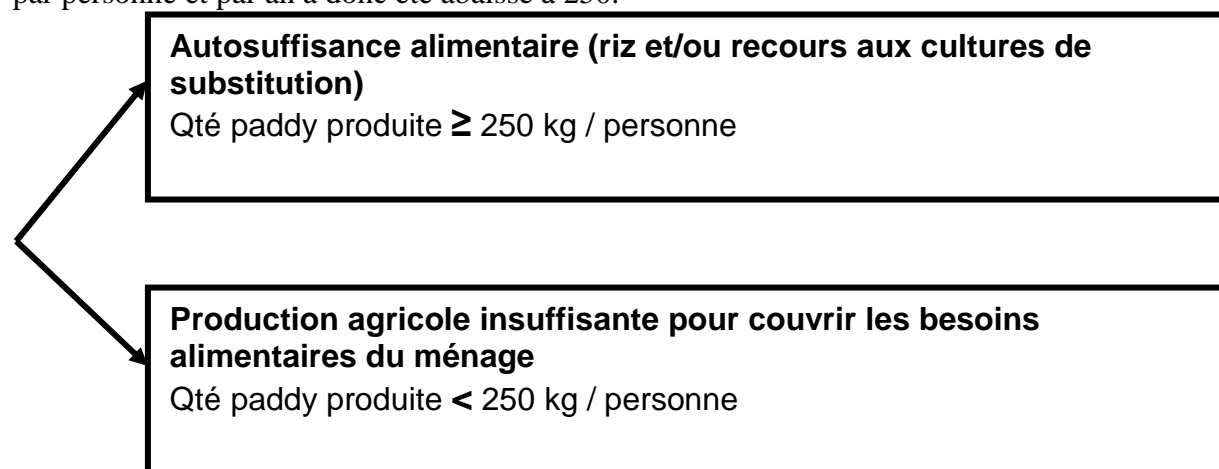 par personne et par an a donc été abaissé à 250.
Autosuffisance alimentaire (riz et/ou recours aux cultures de
substitution)
Qté paddy produite ≥ 250 kg / personne
Production agricole insuffisante pour couvrir les besoins
alimentaires du ménage
Qté paddy produite < 250 kg / personne